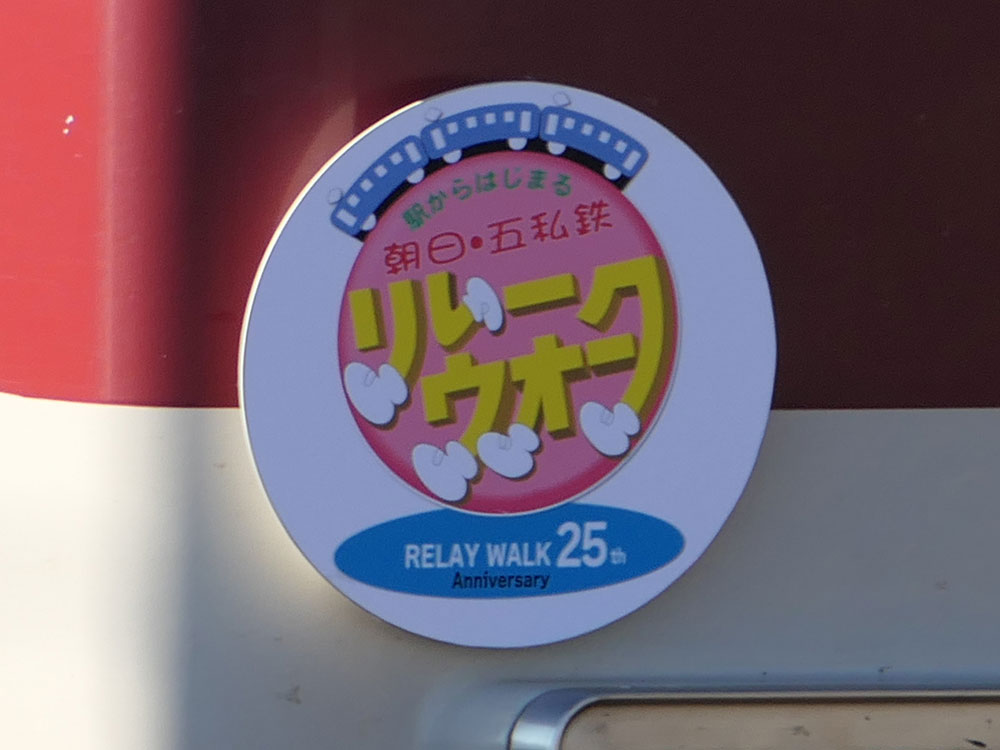 駅からはじまる
朝日・五私鉄
リレーウォーク
RELAY WALK 25th
Anniversary